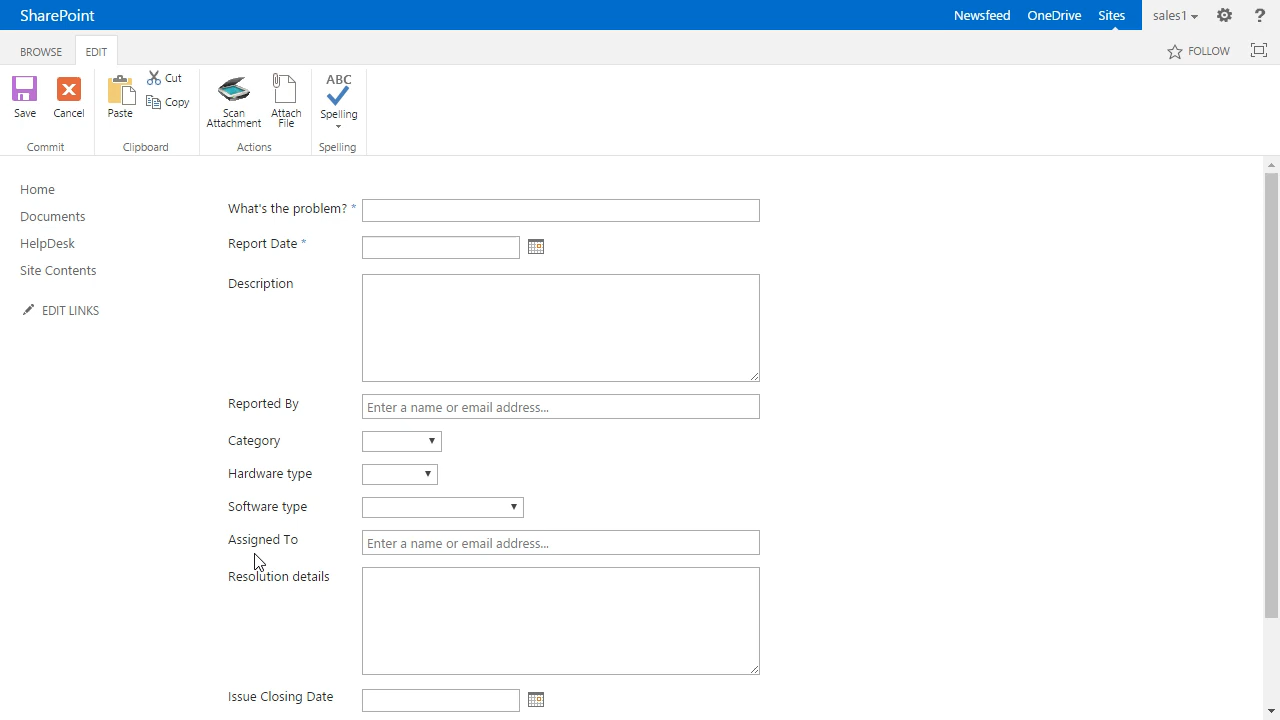 SharePoint
Newsfeed OneDrive Sites sales1
BROWSE EDIT
FOLLOW
Save
Cancel
Paste
Cut
Copy
Scan
Attachment
Attach
File
ABC
Spelling
Commit
Clipboard
Actions
Spelling
Home
Documents
HelpDesk
Site Contents
EDIT LINKS
What's the problem? *
Report Date *
Description
Reported By
Enter a name or email address...
Category
Hardware type
Software type
Assigned To
Enter a name or email address...
Resolution details
Issue Closing Date